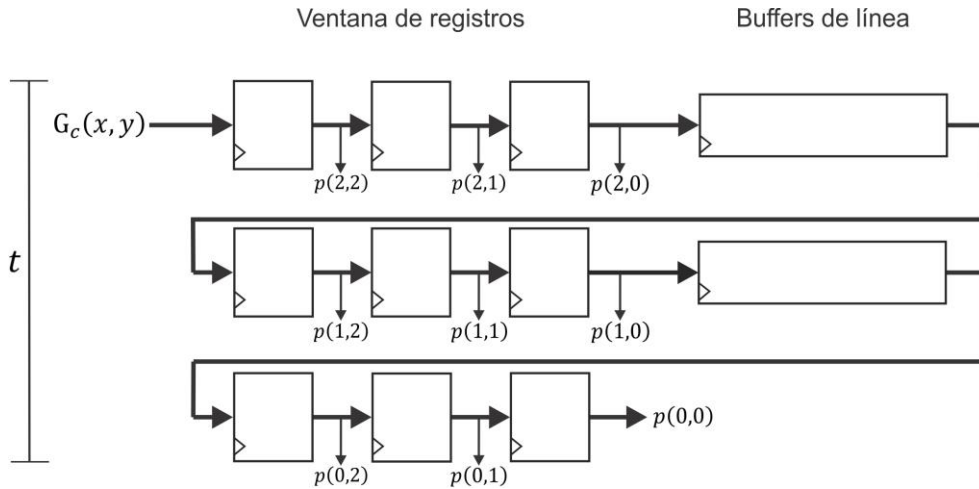 Ventana de registros
Buffers de línea
G_c(x, y)
p(2,2)
p(2,1)
p(2,0)
t
p(1,2)
p(1,1)
p(1,0)
p(0,0)
p(0,2)
p(0,1)